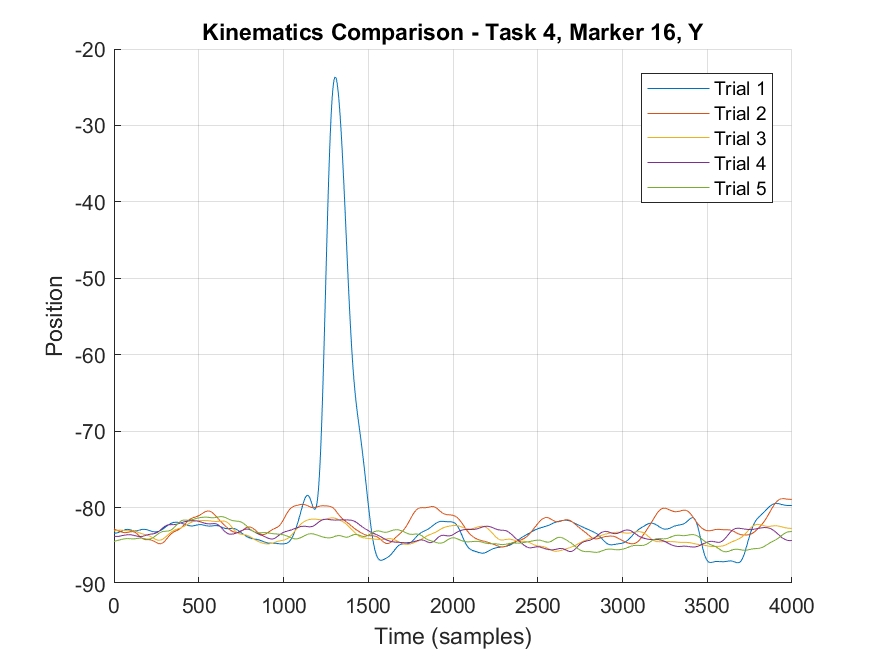 Kinematics Comparison - Task 4, Marker 16, Y
-20
-30
-40
-50
-60
-70
-80
-90
Position
Trial 1
Trial 2
Trial 3
Trial 4
Trial 5
0 500 1000 1500 2000 2500 3000 3500 4000
Time (samples)